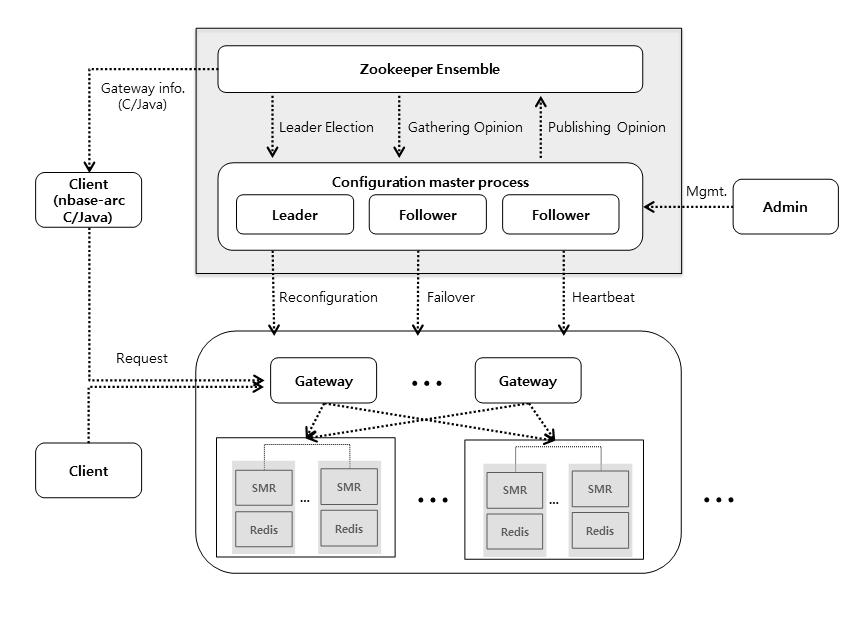 Zookeeper Ensemble
Gateway info.
(C/Java)
Leader Election
Gathering Opinion
Publishing Opinion
Client
(nbase-arc
C/Java)
Configuration master process
Leader
Follower
Follower
Mgmt.
Admin
Reconfiguration
Failover
Heartbeat
Request
Gateway
...
Gateway
Client
SMR
...
SMR
Redis
Redis
...
SMR
...
SMR
Redis
Redis
...